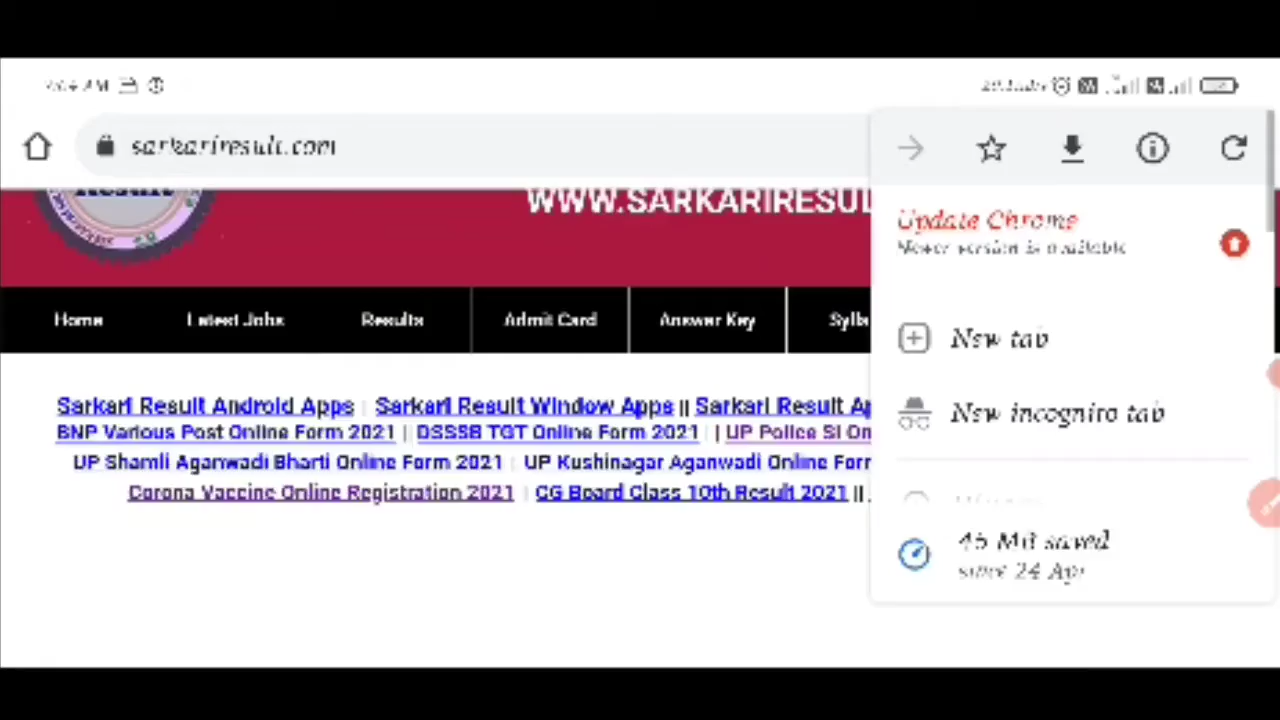 sarkariresult.com
Result
WWW.SARKARIRESUL
Update Chrome
Newer version is available
Home Latest Jobs Results Admit Card Answer Key Sylla
New tab
Sarkari Result Android Apps | Sarkari Result Window Apps || Sarkari Result Ap
BNP Various Post Online Form 2021 || DSSSB TGT Online Form 2021 || UP Police SI On
New incognito tab
UP Shamli Aganwadi Bharti Online Form 2021 | UP Kushinagar Aganwadi Online Forr
Corona Vaccine Online Registration 2021 | CG Board Class 10th Result 2021 ||
45 MB saved
since 24 Apr